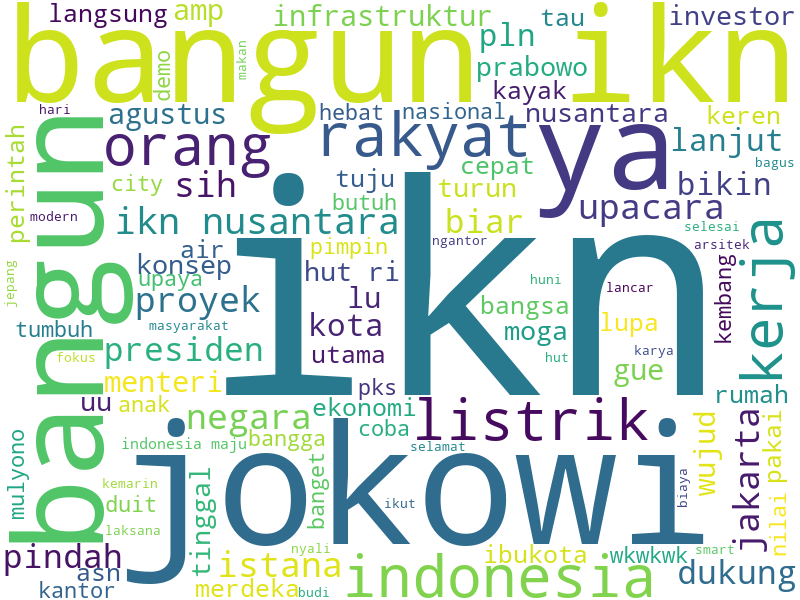 langsung amp infrastruktur tau investor
bangun ikn
demo makan pln
prabowo
kayak
hari agustus hebat nasional nusantara keren
perintah bangun orang rakyat ya lanjut
bagus
city sih tuju cepat turun bikin
modern butuh biar upacara
ikn nusantara
ikn
air pimpin ngantor selesai
konsep hut ri arsitek
jepang upaya huni lancar kembang kerja
proyek lu bangsa
tumbuh masyarakat kota moga lupa
fokus presiden utama hut karya
menteri pks gue rumah
uu anak negara ekonomi listrik
coba
mulyono indonesia maju bangga selamat wujud jakarta nilai pakai
jokowi
kemarin duit tinggal banget ikut biaya
laksana
pindah nyali ibukota wkwkwk smart
asn istana indonesia dukung
kantor merdeka budi